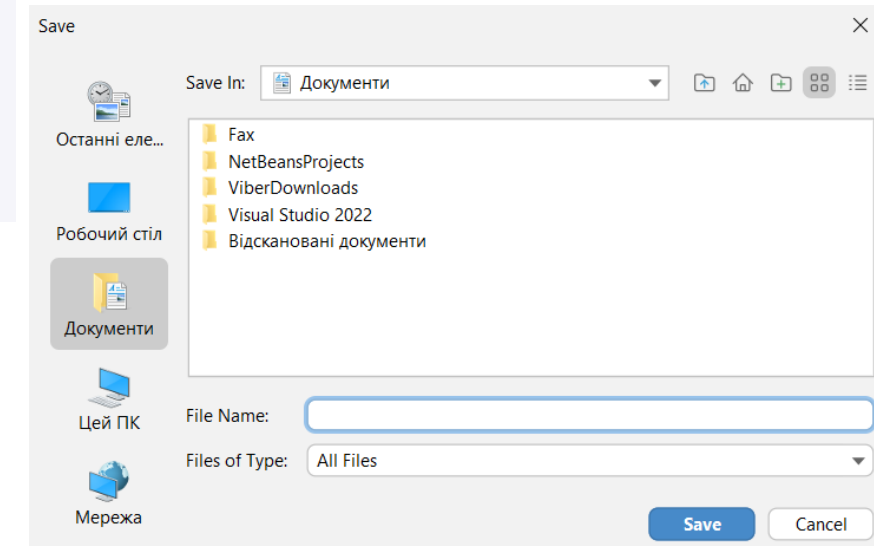 Save
Save In: Документи
Останні еле...
Робочий стіл
Документи
Цей ПК
Мережа
Fax
NetBeansProjects
ViberDownloads
Visual Studio 2022
Відскановані документи
File Name:
Files of Type: All Files
Save Cancel